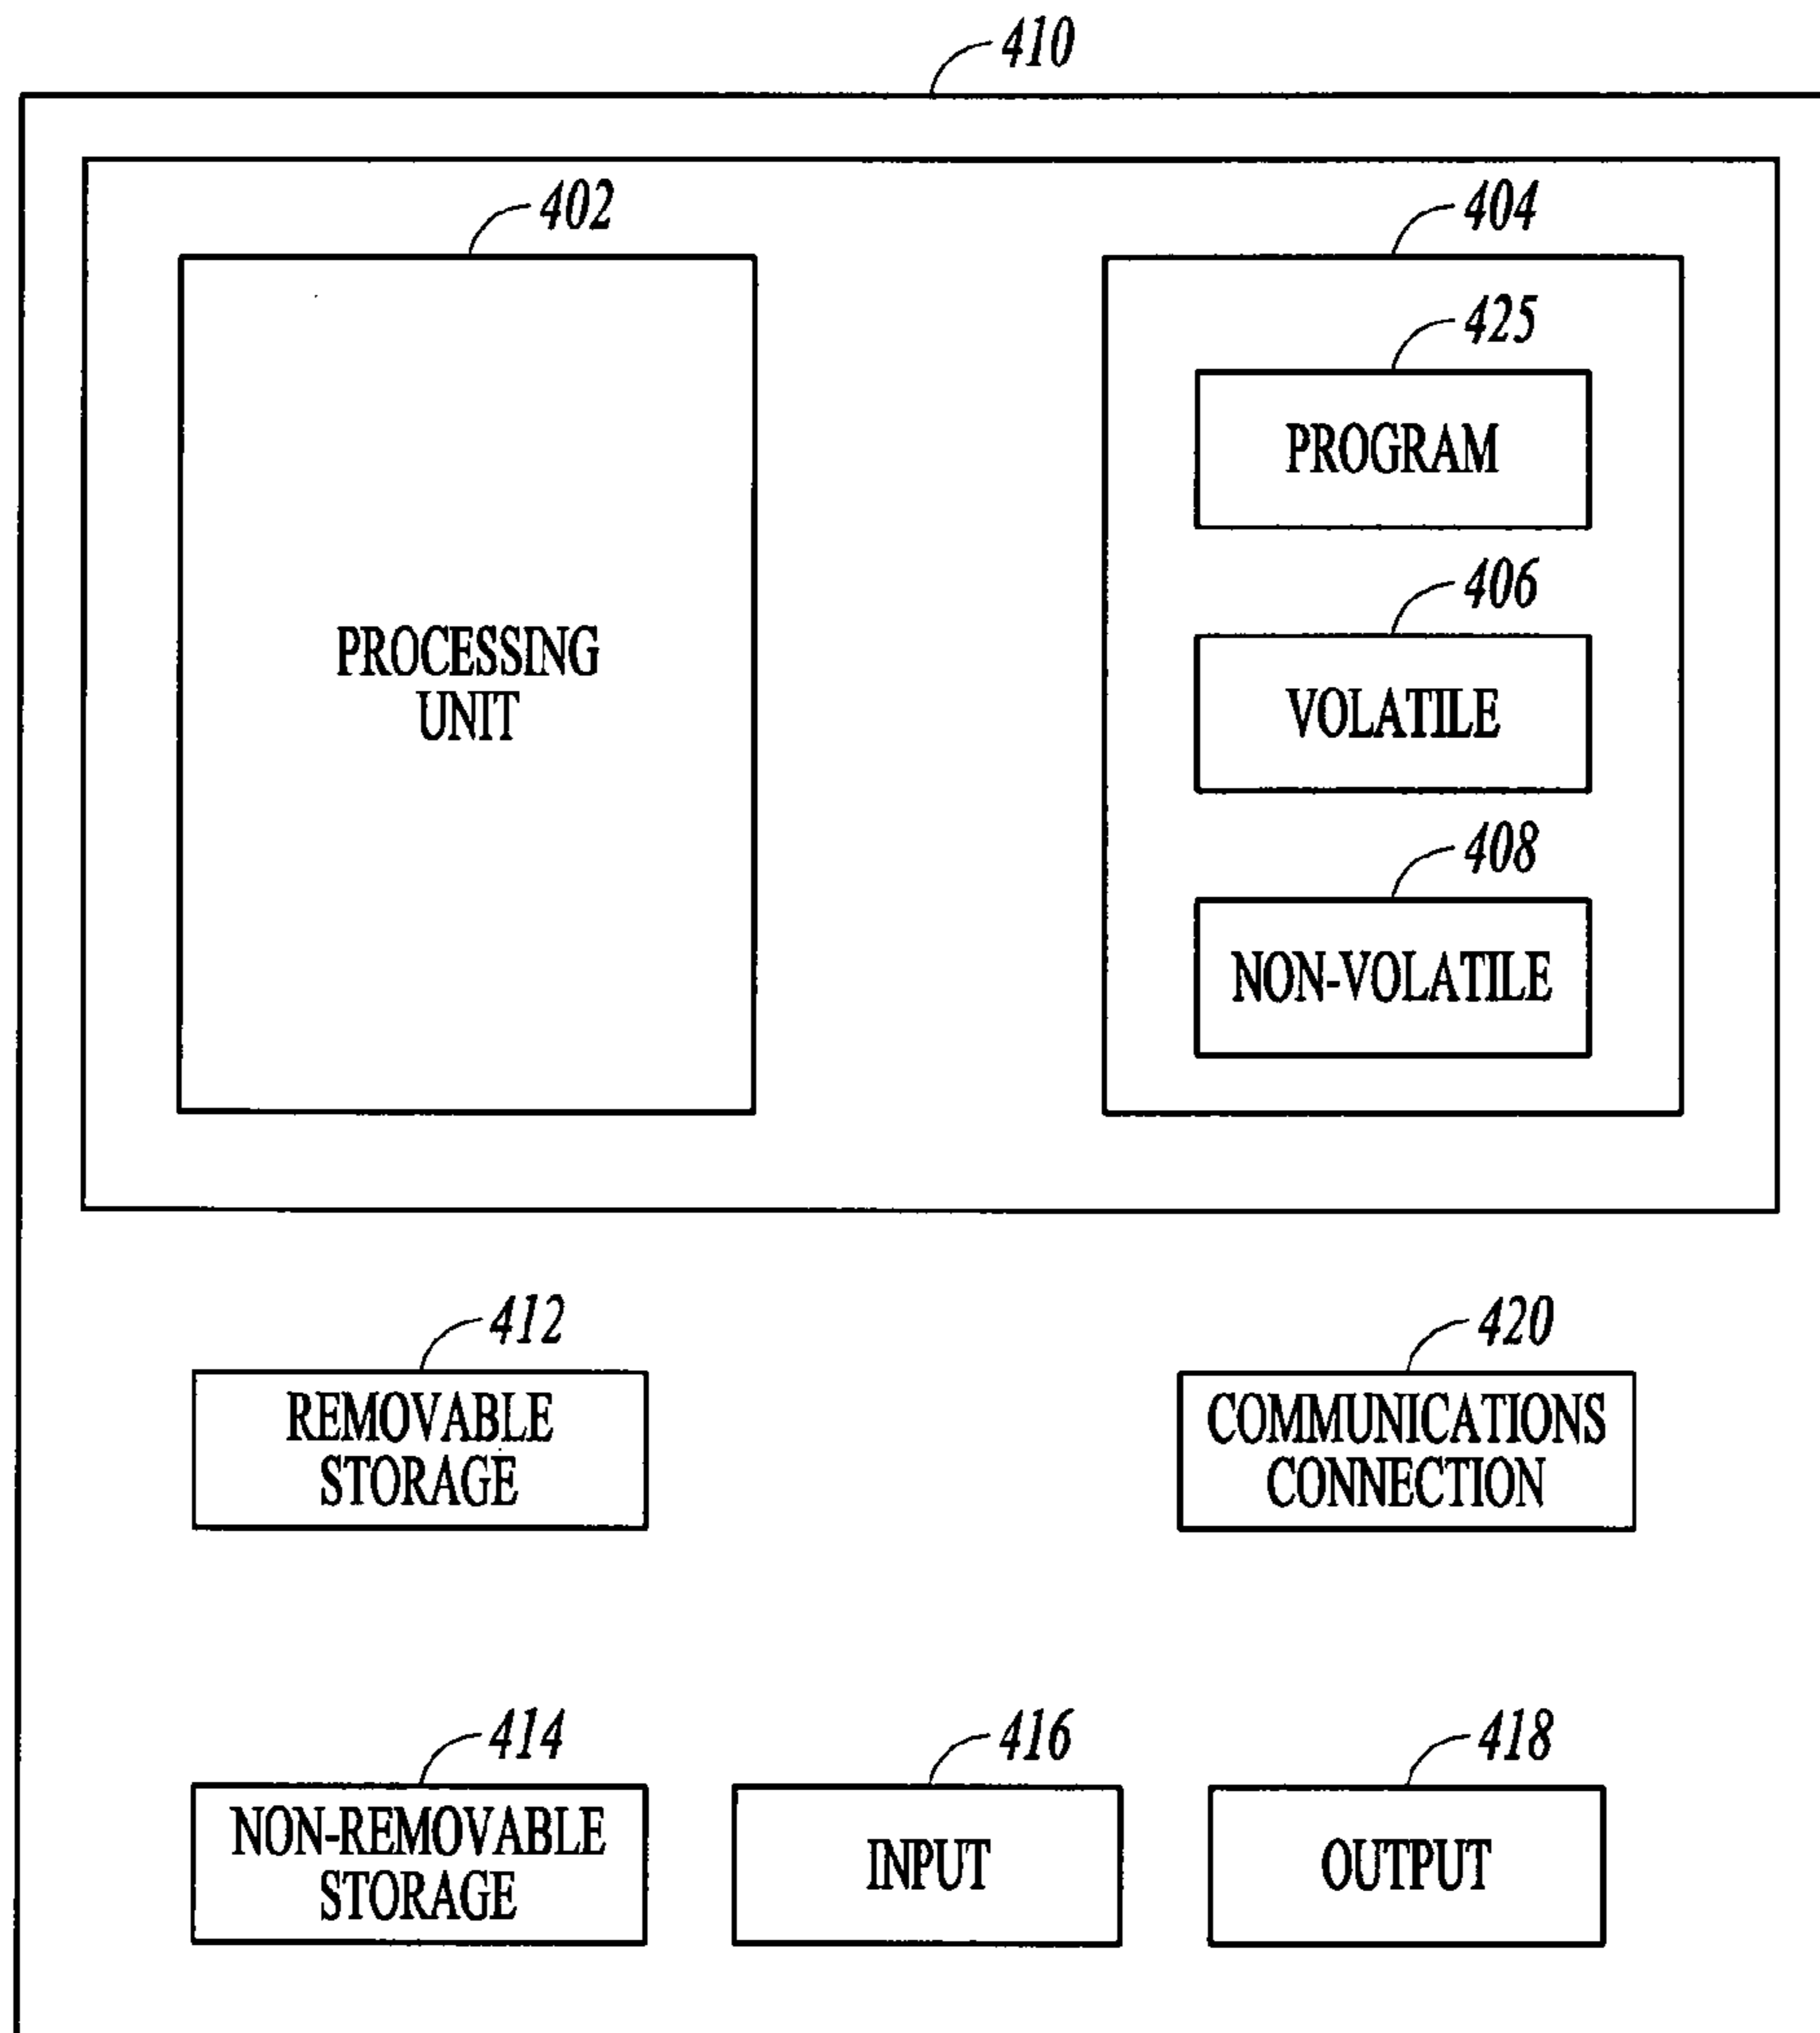 410
402
404
425
PROGRAM
406
PROCESSING
UNIT
VOLATILE
408
NON-VOLATILE
412
420
REMOVABLE
STORAGE
COMMUNICATIONS
CONNECTION
414
416
418
NON-REMOVABLE
STORAGE
INPUT
OUTPUT